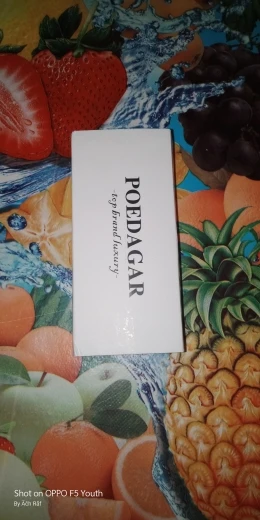 POEDAGAR
-top brand luxury-
Shot on OPPO F5 Youth